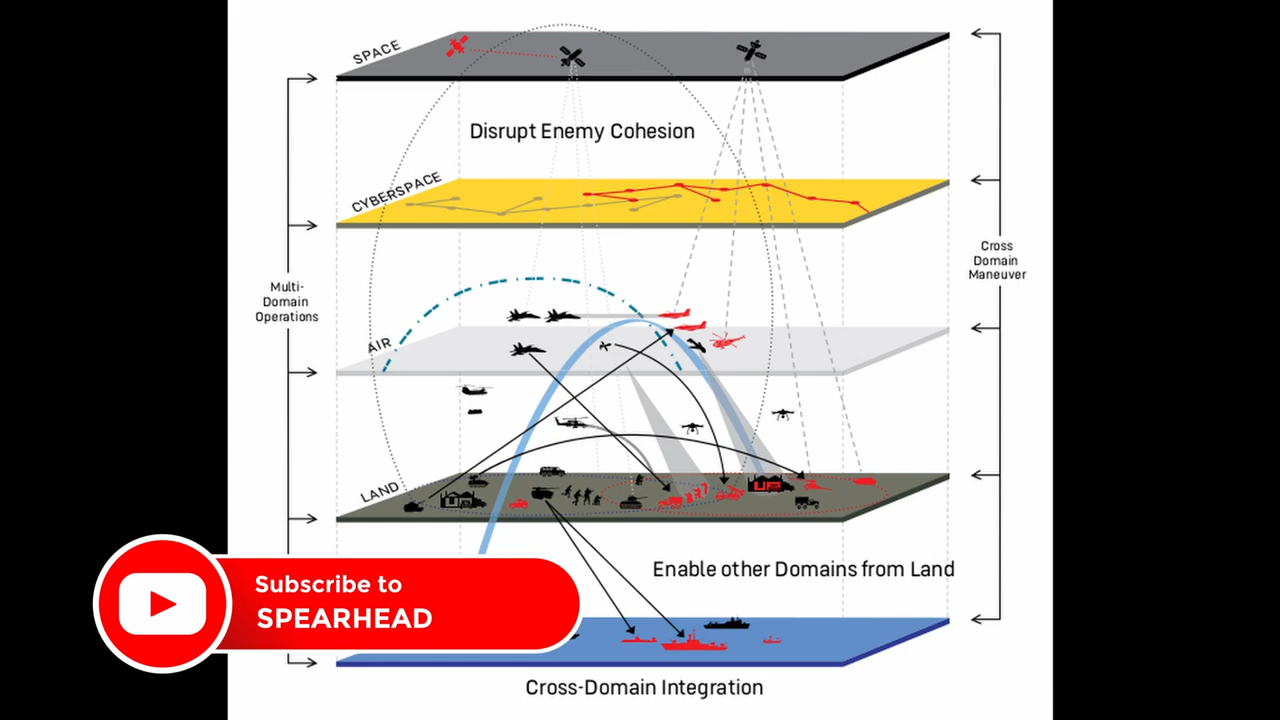 SPACE
Disrupt Enemy Cohesion
CYBERSPACE
Cross
Domain
Maneuver
Multi-
Domain
Operations
AIR
LAND
Enable other Domains from Land
Subscribe to
SPEARHEAD
Cross-Domain Integration